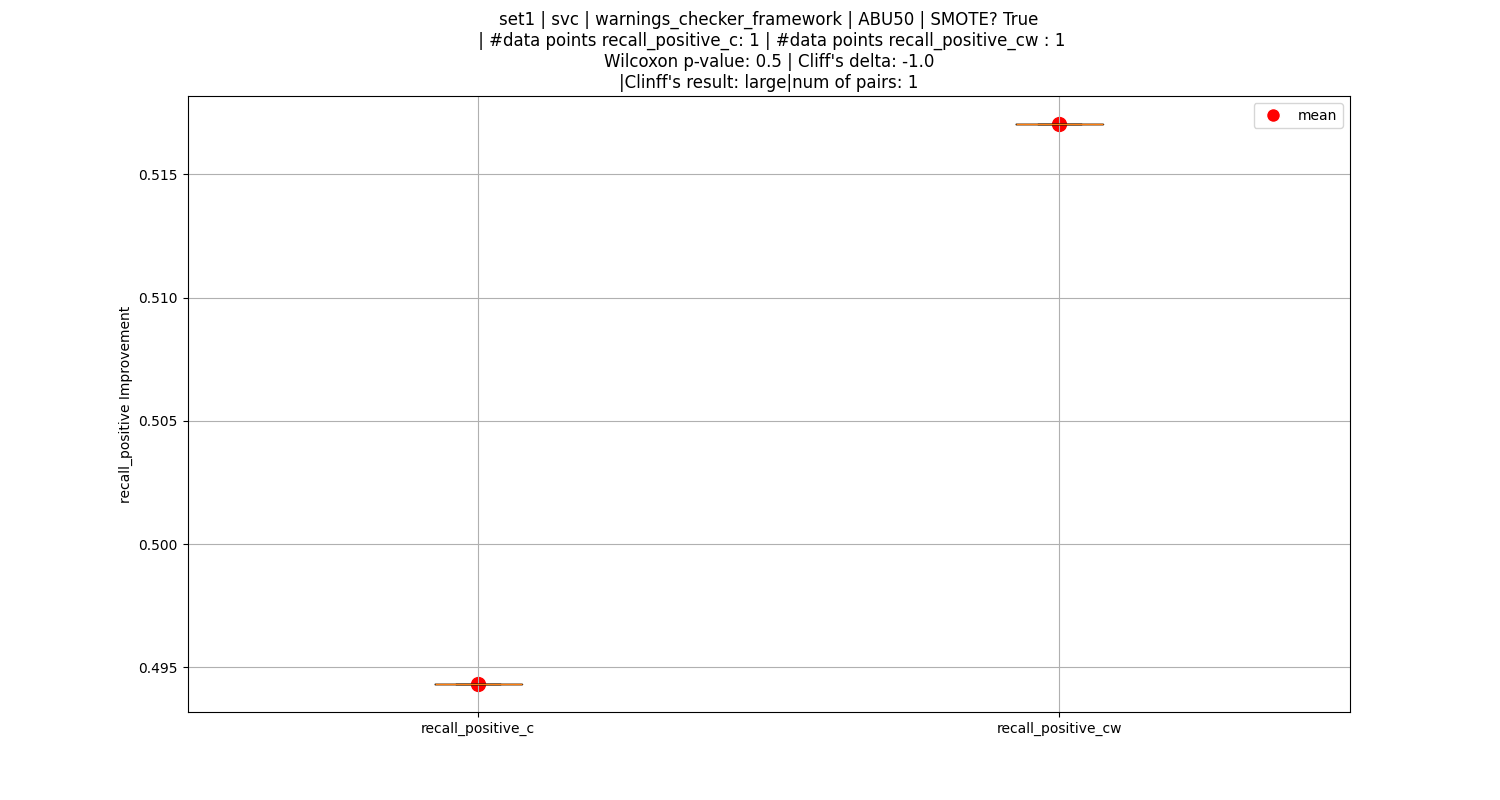 set1 | svc | warnings_checker_framework | ABU50 | SMOTE? True
| #data points recall_positive_c: 1 | #data points recall_positive_cw : 1
Wilcoxon p-value: 0.5 | Cliff's delta: -1.0
|Clinff's result: large|num of pairs: 1
mean
0.515
0.510
0.505
0.500
0.495
recall_positive Improvement
recall_positive_c
recall_positive_cw